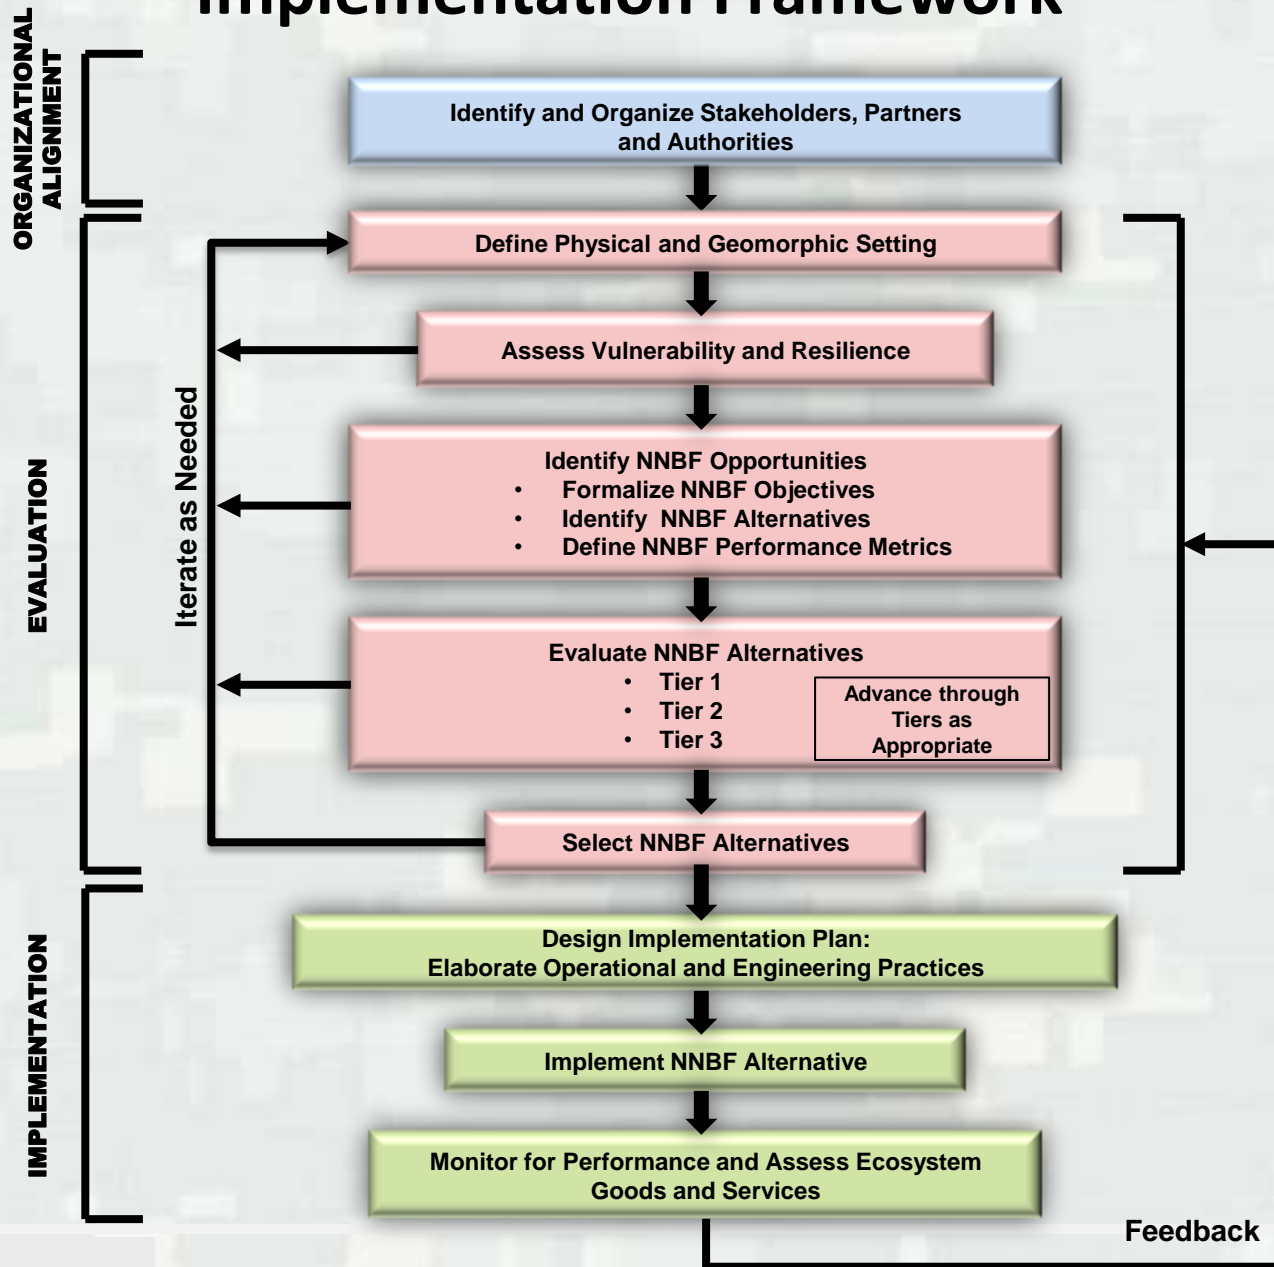 Implementation Framework
ORGANIZATIONAL
ALIGNMENT
Identify and Organize Stakeholders, Partners
and Authorities
EVALUATION
Iterate as Needed
Define Physical and Geomorphic Setting
Assess Vulnerability and Resilience
Identify NNBF Opportunities
• Formalize NNBF Objectives
• Identify  NNBF Alternatives
• Define NNBF Performance Metrics
Evaluate NNBF Alternatives
• Tier 1
• Tier 2
• Tier 3
Advance through
Tiers as
Appropriate
Select NNBF Alternatives
IMPLEMENTATION
Design Implementation Plan:
Elaborate Operational and Engineering Practices
Implement NNBF Alternative
Monitor for Performance and Assess Ecosystem
Goods and Services
Feedback